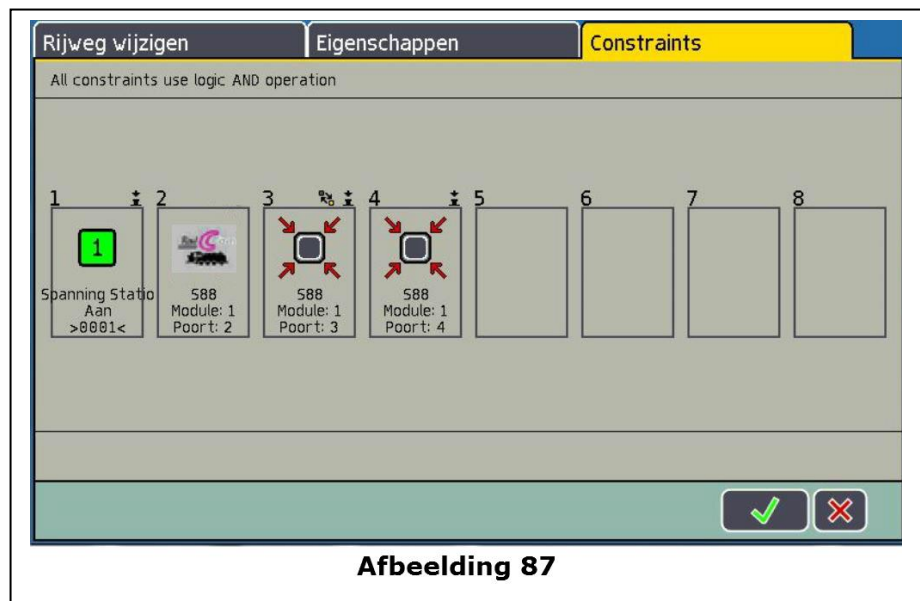 Rijweg wijzigen
Eigenschappen
Constraints
All constraints use logic AND operation
1 2 3 4 5 6 7 8
1
Spanning Statio
Aan
>0001<
S88
Module: 1
Poort: 2
S88
Module: 1
Poort: 3
S88
Module: 1
Poort: 4
Afbeelding 87